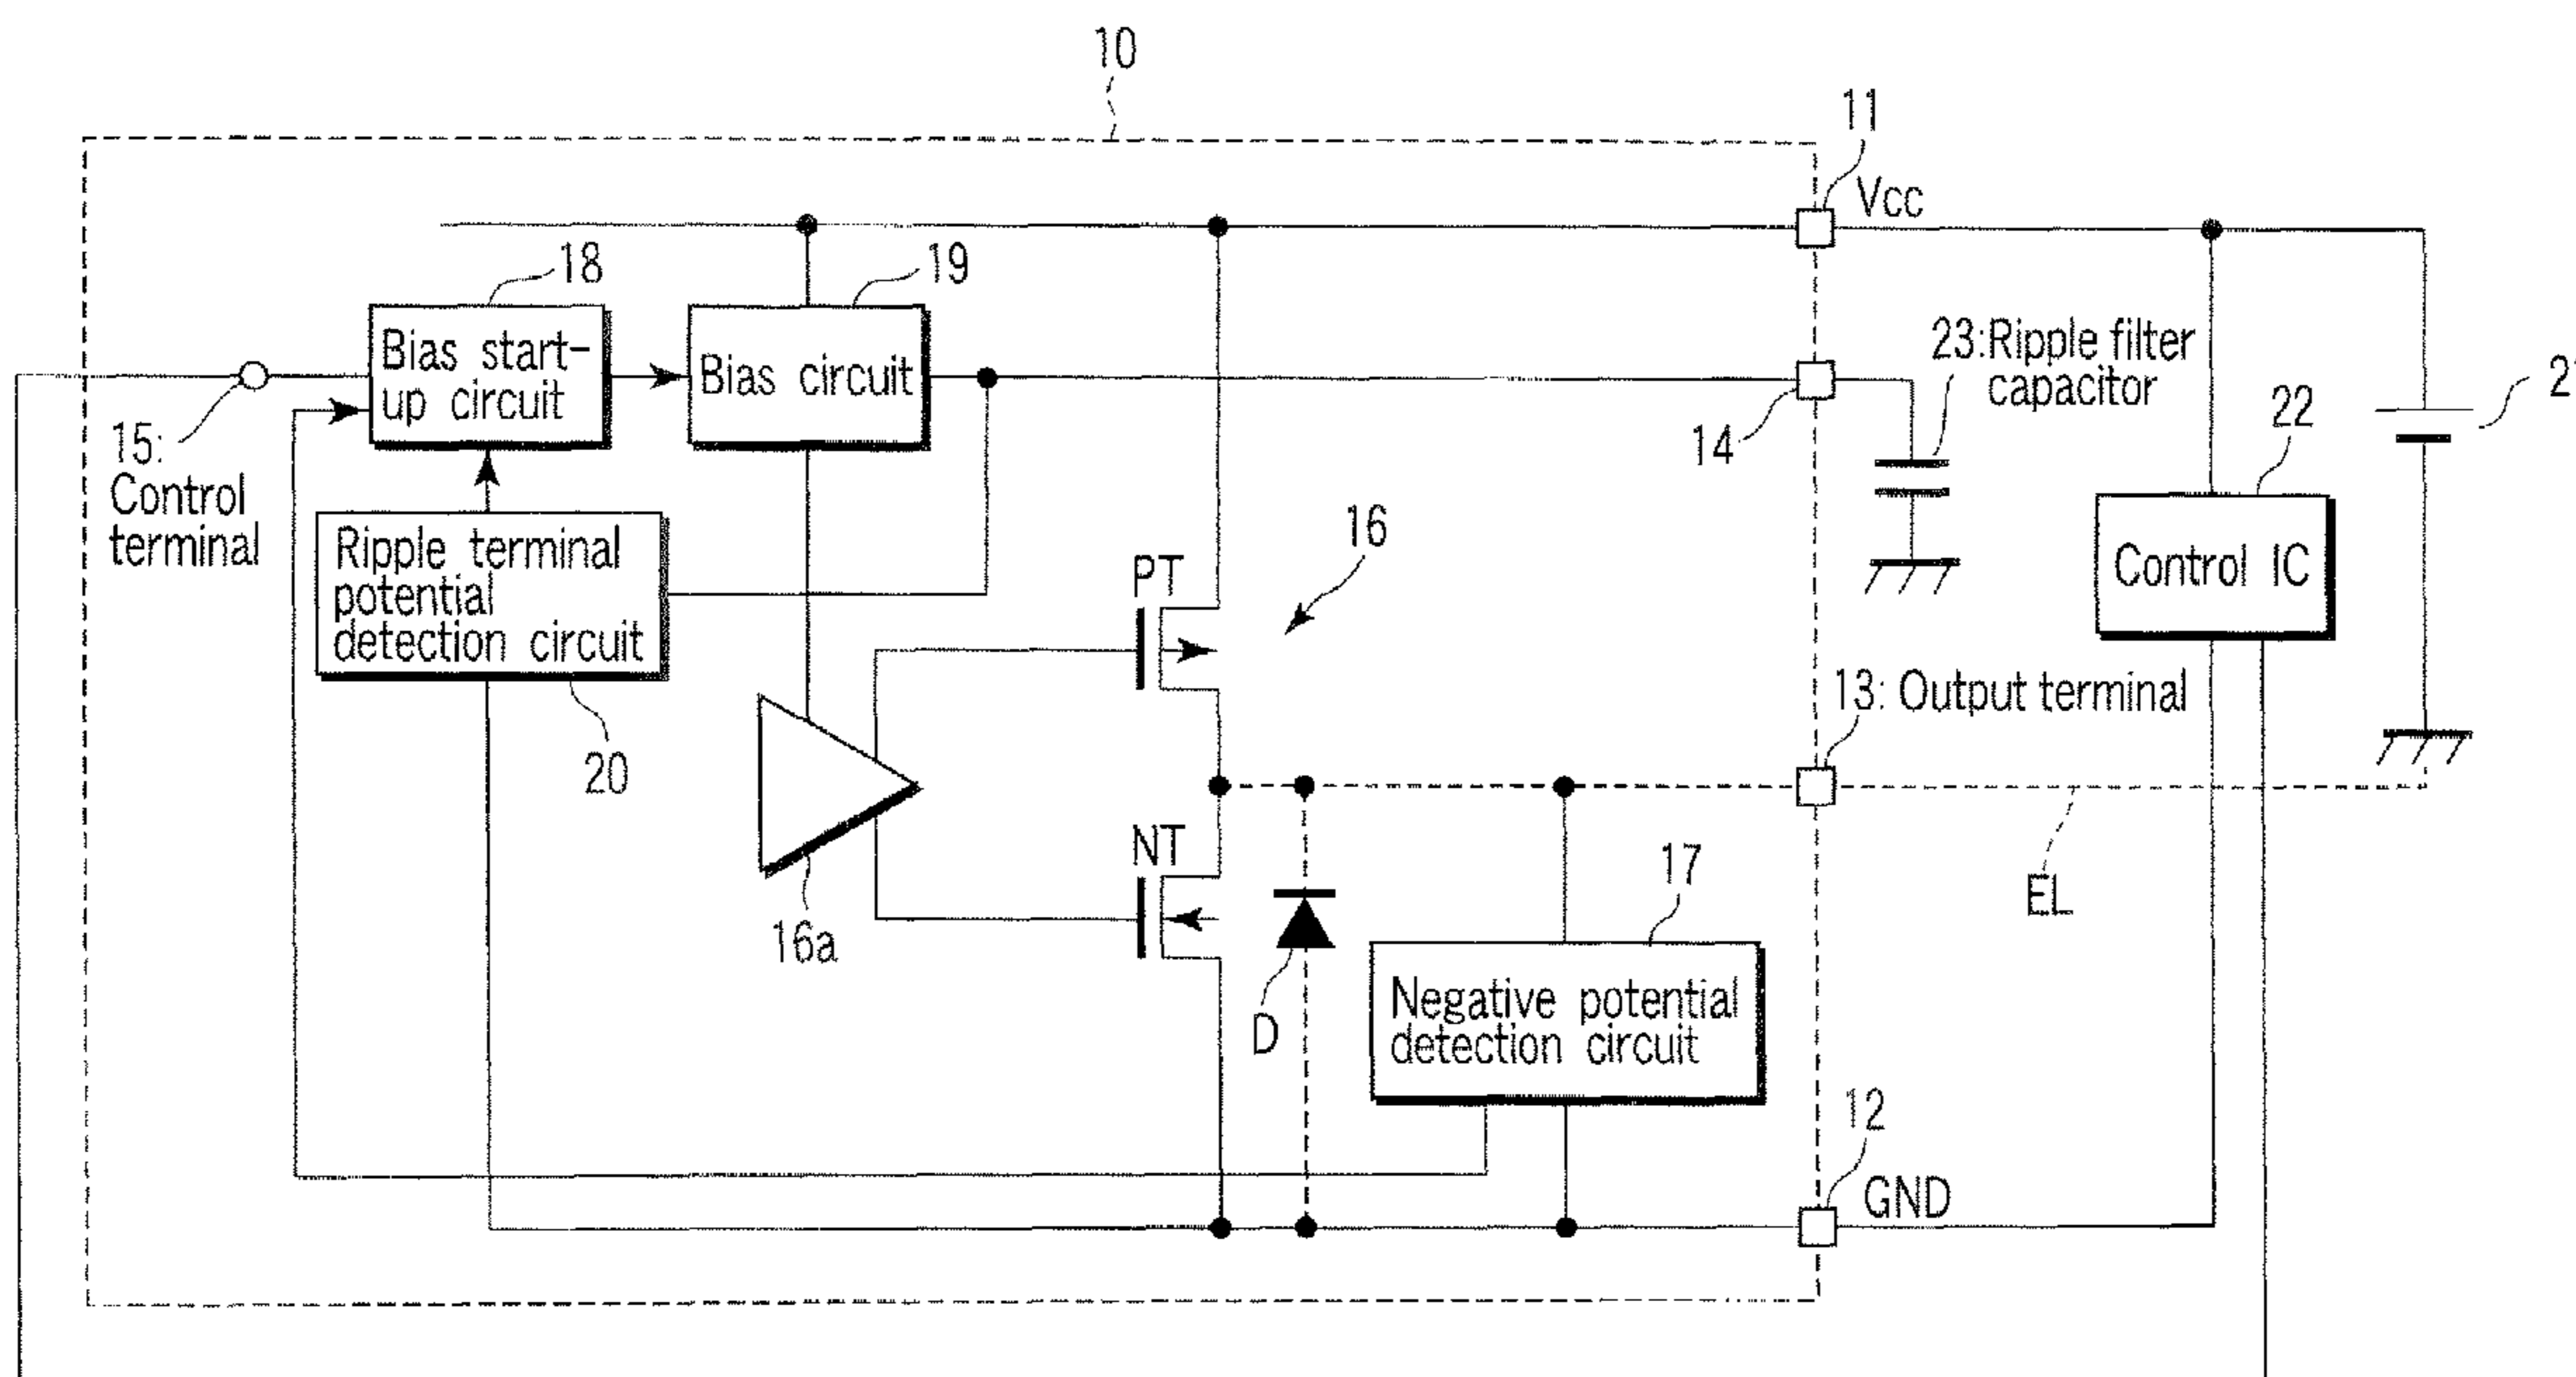 10
11
Vcc
18
19
Bias start-
up circuit
Bias circuit
23:Ripple filter
capacitor
22
14
15:
Control
terminal
Ripple terminal
potential
detection circuit
PT
16
Control IC
13: Output terminal
20
NT
16a
17
EL
D
Negative potential
detection circuit
12
GND